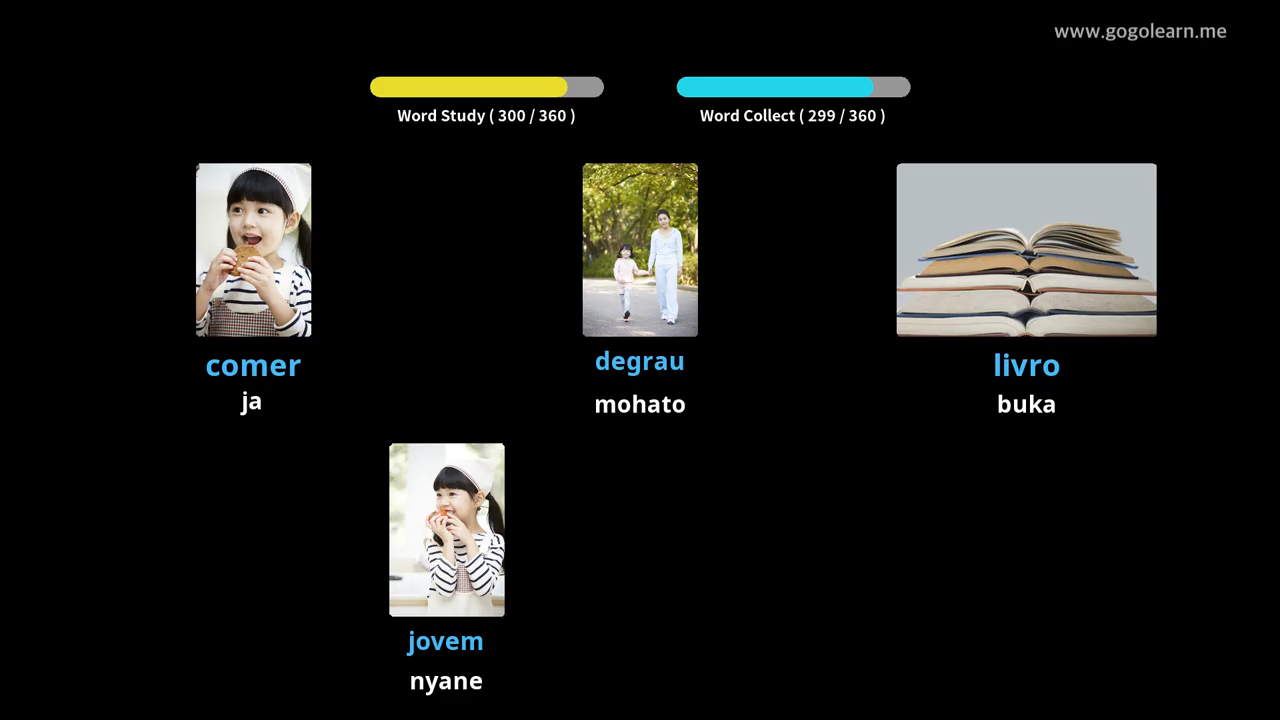 www.gogolearn.me
Word Study ( 300 / 360 )
Word Collect ( 299 / 360 )
comer
ja
degrau
mohato
livro
buka
jovem
nyane